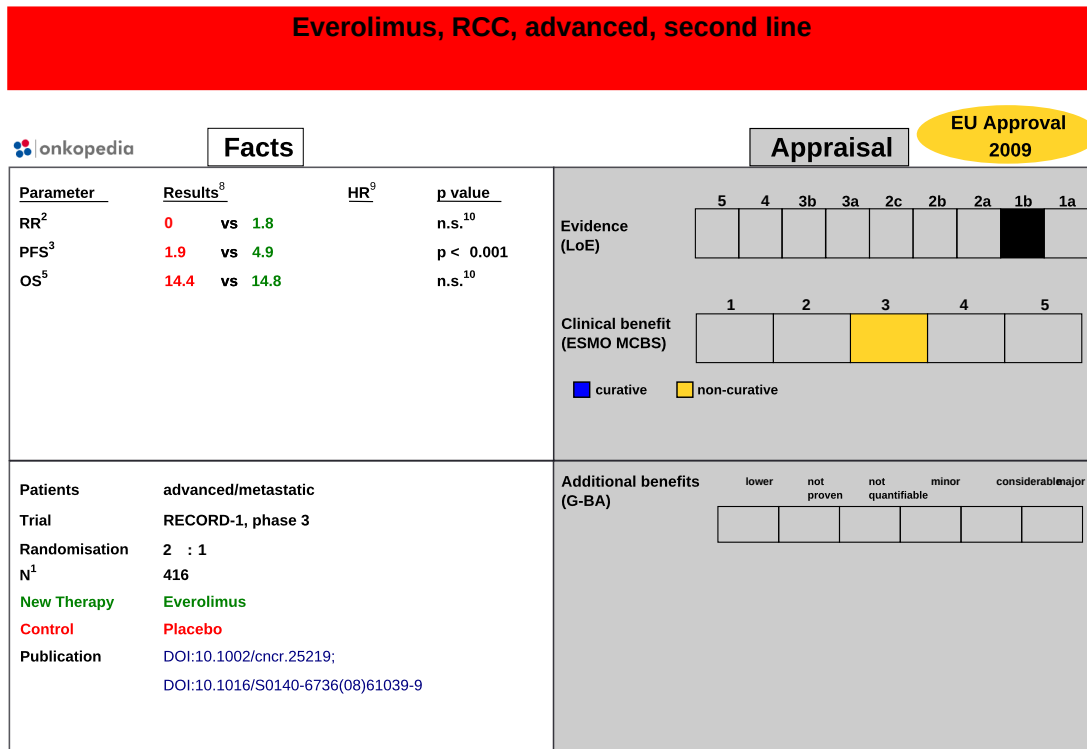 Everolimus, RCC, advanced, second line
onkopedia
Facts
Appraisal
EU Approval
2009
Parameter Results8 HR9 p value
RR2 0 vs 1.8 n.s.10
PFS3 1.9 vs 4.9 p < 0.001
OS5 14.4 vs 14.8 n.s.10
5 4 3b 3a 2c 2b 2a 1b 1a
Evidence
(LoE)
1 2 3 4 5
Clinical benefit
(ESMO MCBS)
curative non-curative
Patients advanced/metastatic
Trial RECORD-1, phase 3
Randomisation 2 : 1
N1 416
New Therapy Everolimus
Control Placebo
Publication DOI:10.1002/cncr.25219;
DOI:10.1016/S0140-6736(08)61039-9
Additional benefits
(G-BA)
lower not not minor considerable major
proven quantifiable